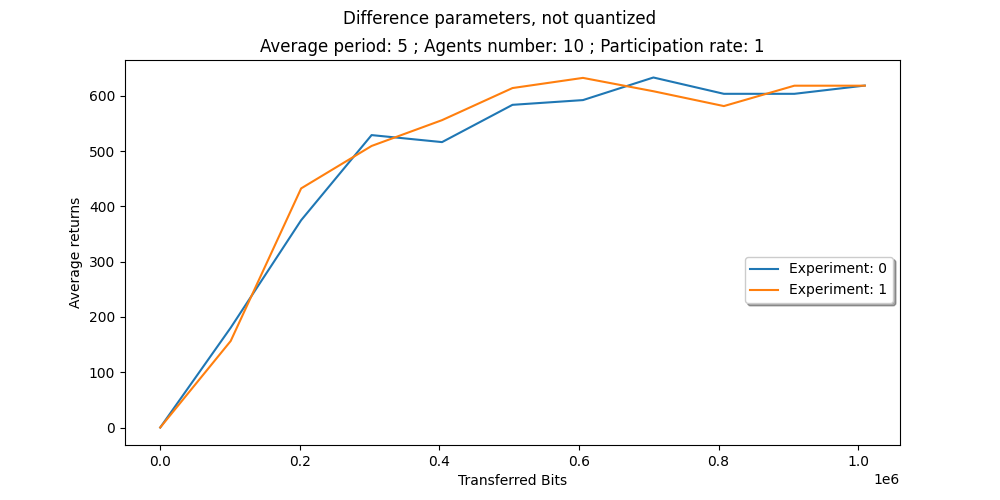 Difference parameters, not quantized
Average period: 5 ; Agents number: 10 ; Participation rate: 1
600
500
400
300
200
100
0
Average returns
Experiment: 0
Experiment: 1
0.0 0.2 0.4 0.6 0.8 1.0
1e6
Transferred Bits